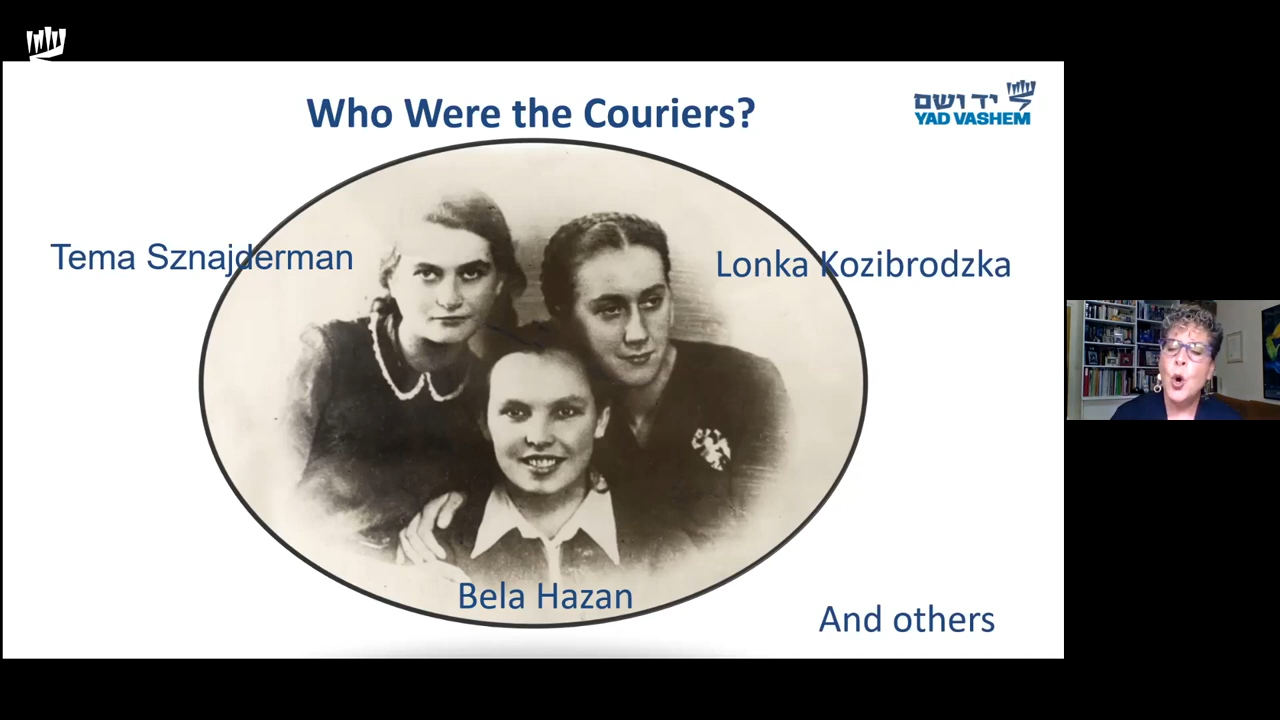 Who Were the Couriers?
יד ושם
YAD VASHEM
Tema Sznajderman
Lonka Kozibrodzka
Bela Hazan
And others